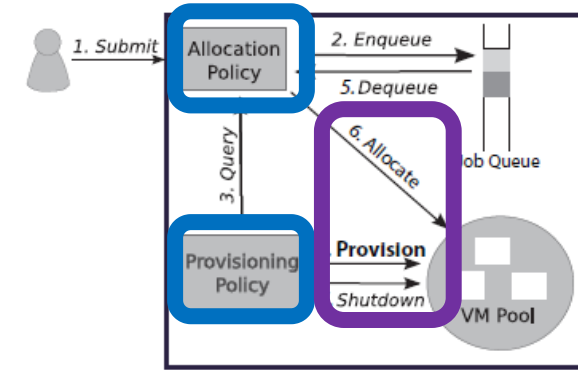 1. Submit
Allocation
Policy
2. Enqueue
5. Dequeue
3. Query
6. Allocate
ob Queue
Provisioning
Policy
. Provision
Shutdown
VM Pool